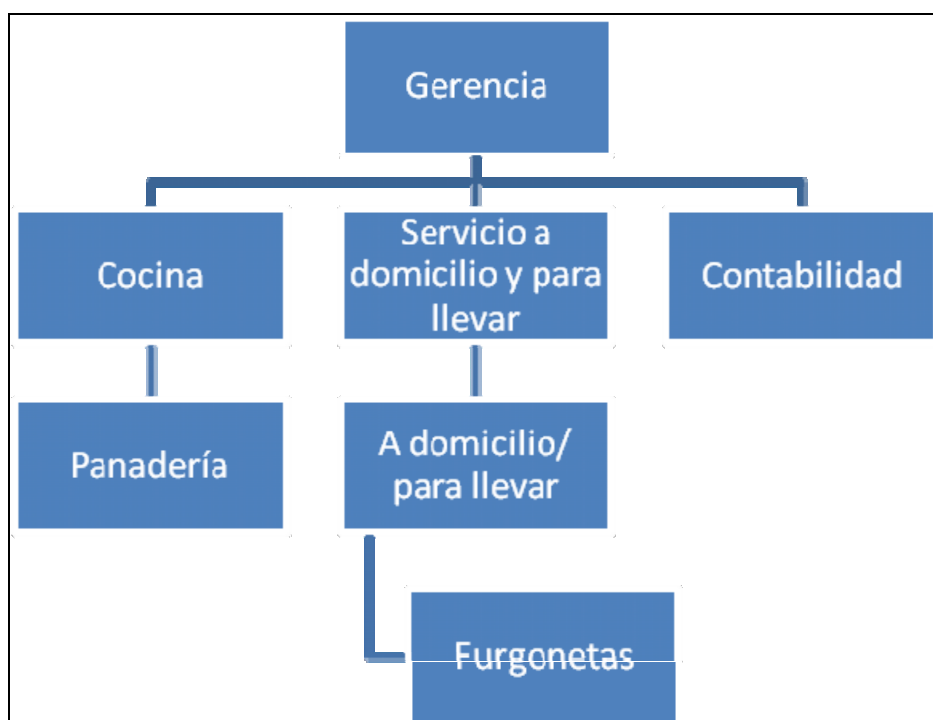 Gerencia
Cocina
Servicio a
domicilio y para
llevar
Contabilidad
Panadería
A domicilio/
para llevar
Furgonetas